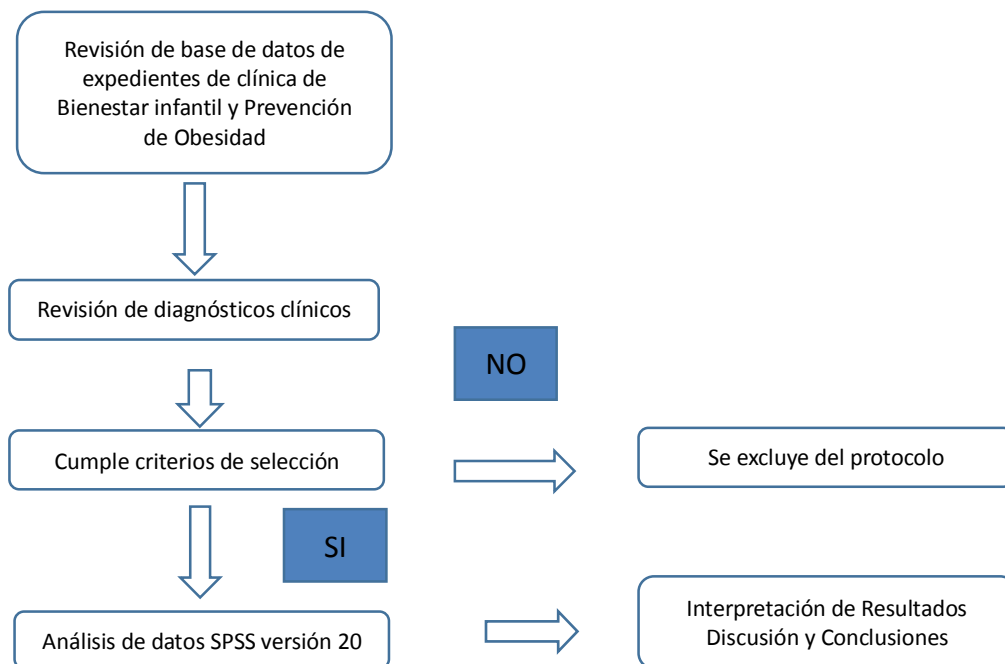 Revisión de base de datos de
expedientes de clínica de
Bienestar infantil y Prevención
de Obesidad
Revisión de diagnósticos clínicos
NO
Cumple criterios de selección
Se excluye del protocolo
SI
Análisis de datos SPSS versión 20
Interpretación de Resultados
Discusión y Conclusiones